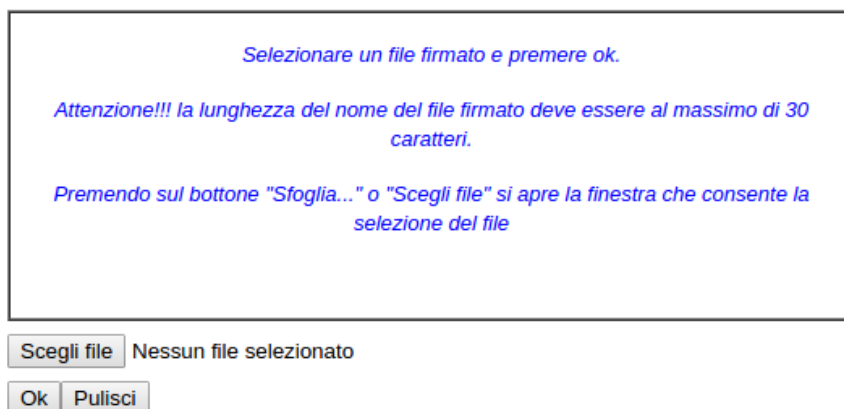 Selezionare un file firmato e premere ok.
Attenzione!!! la lunghezza del nome del file firmato deve essere al massimo di 30
caratteri.
Premendo sul bottone "Sfoglia..." o "Scegli file" si apre la finestra che consente la
selezione del file
Scegli file Nessun file selezionato
Ok Pulisci